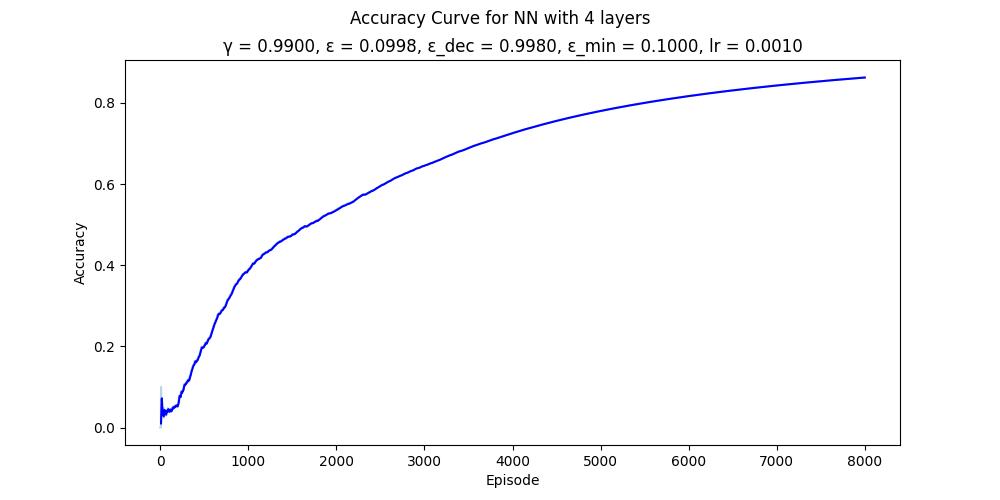 Accuracy Curve for NN with 4 layers
γ = 0.9900, ε = 0.0998, ε_dec = 0.9980, ε_min = 0.1000, lr = 0.0010
0.8
0.6
0.4
0.2
0.0
Accuracy
0 1000 2000 3000 4000 5000 6000 7000 8000
Episode